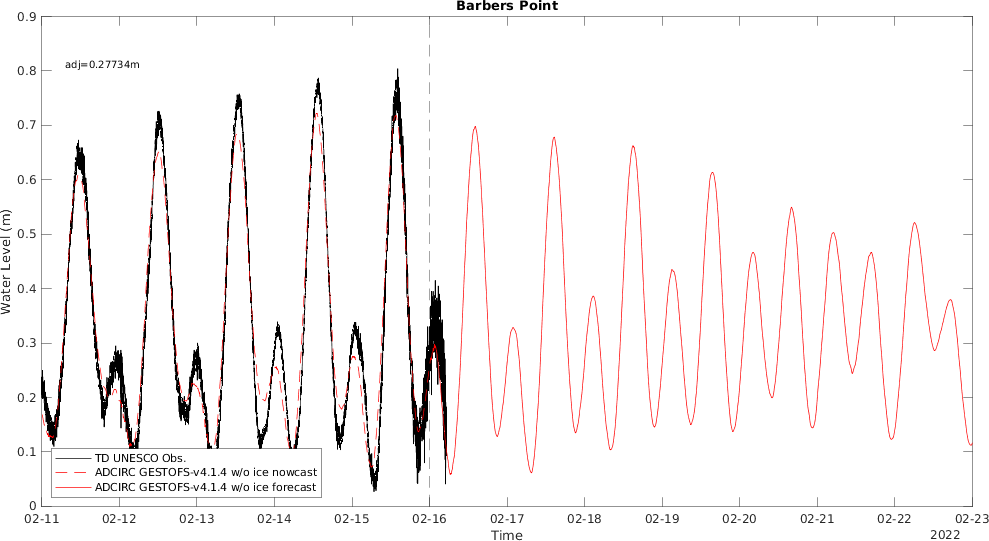 Barbers Point
adj=0.27734m
Water Level (m)
0.9
0.8
0.7
0.6
0.5
0.4
0.3
0.2
0.1
0
TD UNESCO Obs.
ADCIRC GESTOFS-v4.1.4 w/o ice nowcast
ADCIRC GESTOFS-v4.1.4 w/o ice forecast
02-11 02-12 02-13 02-14 02-15 02-16 02-17 02-18 02-19 02-20 02-21 02-22 02-23
Time
2022